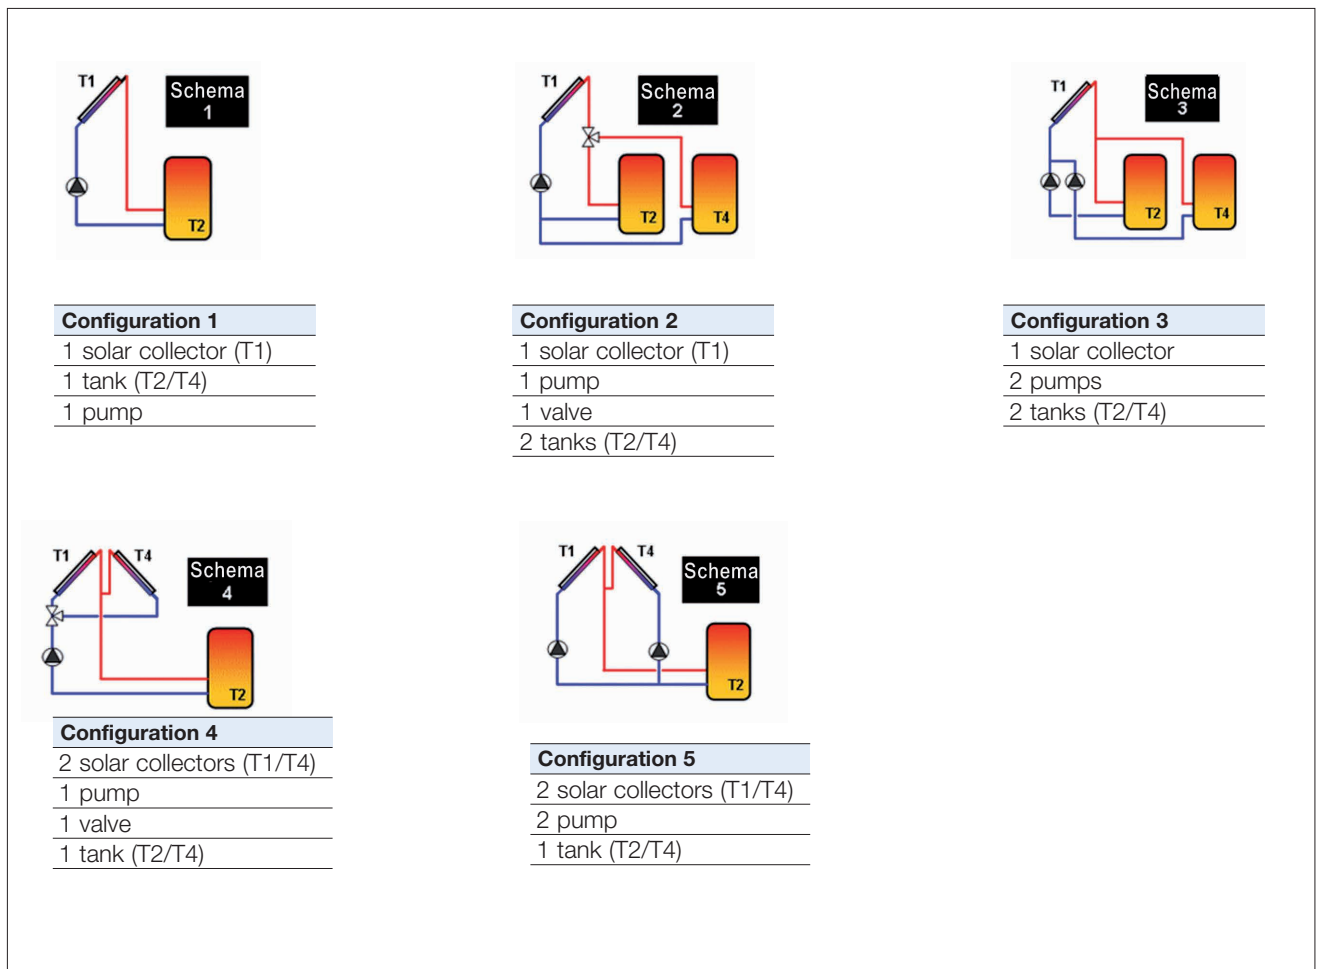 T1
Schema
1
T2
T1
Schema
2
T2
T4
T1
Schema
3
T2
T4
Configuration 1
1 solar collector (T1)
1 tank (T2/T4)
1 pump
Configuration 2
1 solar collector (T1)
1 pump
1 valve
2 tanks (T2/T4)
Configuration 3
1 solar collector
2 pumps
2 tanks (T2/T4)
T1
T4
Schema
4
T2
T1
T4
Schema
5
T2
Configuration 4
2 solar collectors (T1/T4)
1 pump
1 valve
1 tank (T2/T4)
Configuration 5
2 solar collectors (T1/T4)
2 pump
1 tank (T2/T4)